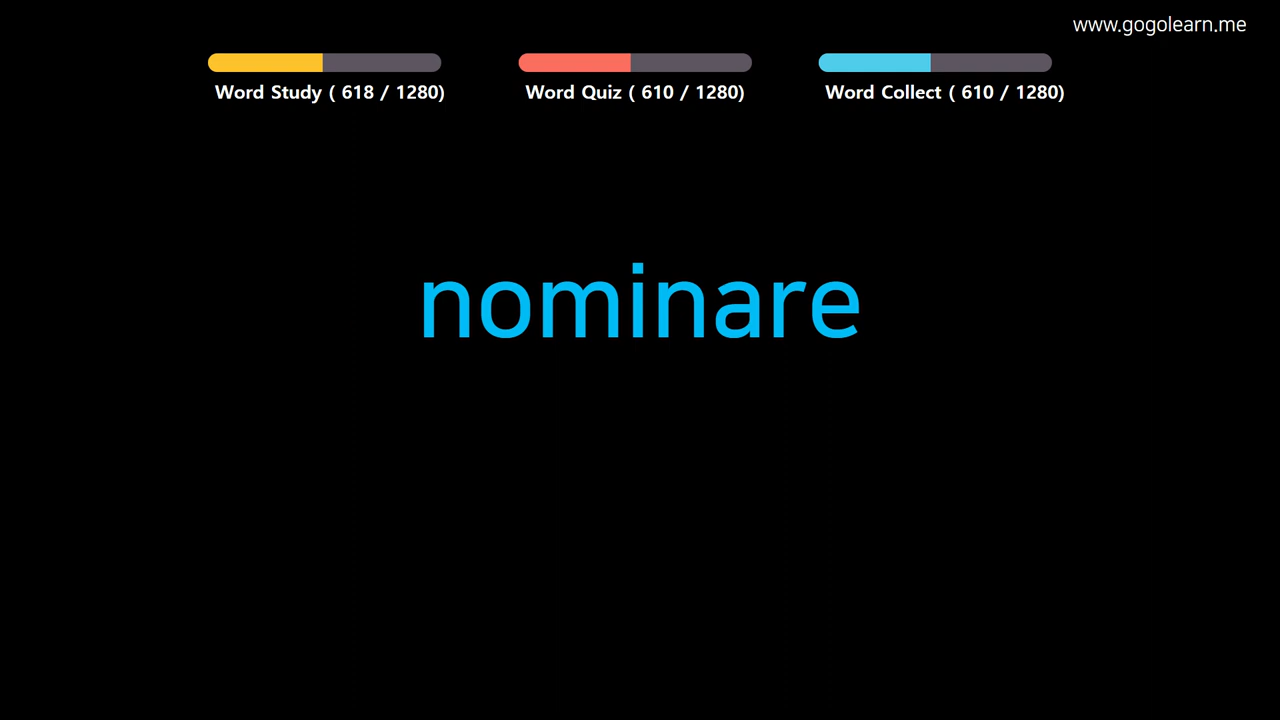 www.gogolearn.me
Word Study ( 618 / 1280)
Word Quiz ( 610 / 1280)
Word Collect ( 610 / 1280)
nominare